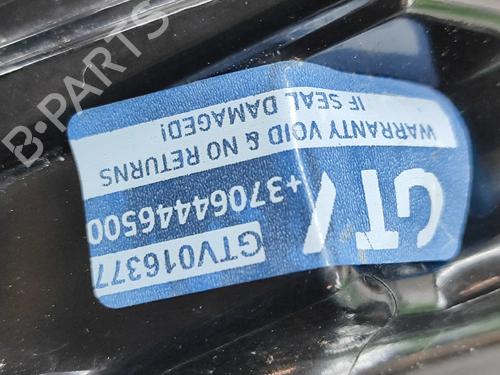 WARRANTY VOID & NO RETURNS
IF SEAL DAMAGED!
GTV
+37064446500
GTV016377
B-PARTS